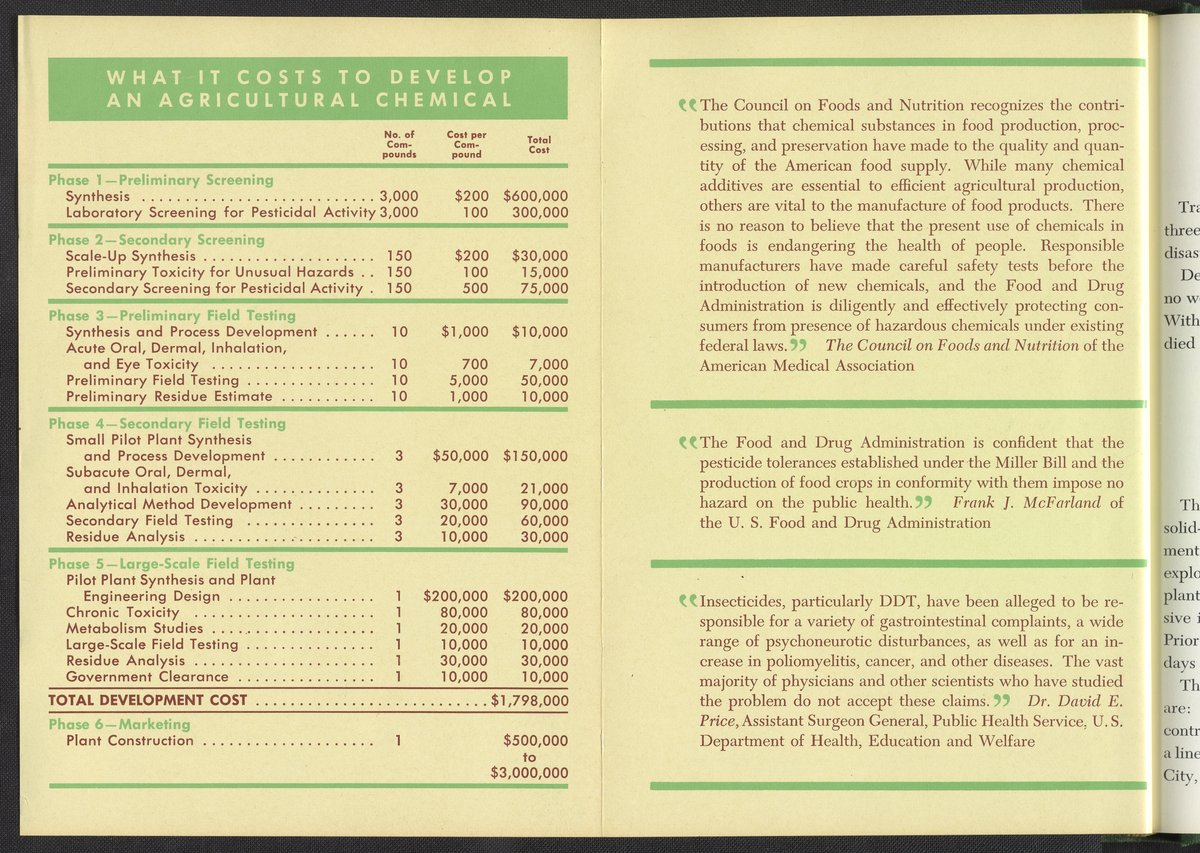 WHAT IT COSTS TO DEVELOP
AN AGRICULTURAL CHEMICAL
No. of Com-pounds Cost per Com-pound Total Cost
Phase 1—Preliminary Screening
Synthesis ........................... 3,000 $200 $600,000
Laboratory Screening for Pesticidal Activity 3,000 100 300,000
Phase 2—Secondary Screening
Scale-Up Synthesis .................... 150 $200 $30,000
Preliminary Toxicity for Unusual Hazards .. 150 100 15,000
Secondary Screening for Pesticidal Activity . 150 500 75,000
Phase 3—Preliminary Field Testing
Synthesis and Process Development ...... 10 $1,000 $10,000
Acute Oral, Dermal, Inhalation,
and Eye Toxicity ................... 10 700 7,000
Preliminary Field Testing ............... 10 5,000 50,000
Preliminary Residue Estimate ........... 10 1,000 10,000
Phase 4—Secondary Field Testing
Small Pilot Plant Synthesis
and Process Development ............ 3 $50,000 $150,000
Subacute Oral, Dermal,
and Inhalation Toxicity .............. 3 7,000 21,000
Analytical Method Development ......... 3 30,000 90,000
Secondary Field Testing ............... 3 20,000 60,000
Residue Analysis ..................... 3 10,000 30,000
Phase 5—Large-Scale Field Testing
Pilot Plant Synthesis and Plant
Engineering Design ................. 1 $200,000 $200,000
Chronic Toxicity ..................... 1 80,000 80,000
Metabolism Studies ................... 1 20,000 20,000
Large-Scale Field Testing ............... 1 10,000 10,000
Residue Analysis ..................... 1 30,000 30,000
Government Clearance ................ 1 10,000 10,000
TOTAL DEVELOPMENT COST ........................... $1,798,000
Phase 6—Marketing
Plant Construction .................... 1 $500,000
to
$3,000,000
“The Council on Foods and Nutrition recognizes the contri-
butions that chemical substances in food production, proc-
essing, and preservation have made to the quality and quan-
tity of the American food supply. While many chemical
additives are essential to efficient agricultural production,
others are vital to the manufacture of food products. There
is no reason to believe that the present use of chemicals in
foods is endangering the health of people. Responsible
manufacturers have made careful safety tests before the
introduction of new chemicals, and the Food and Drug
Administration is diligently and effectively protecting con-
sumers from presence of hazardous chemicals under existing
federal laws.” The Council on Foods and Nutrition of the
American Medical Association
“The Food and Drug Administration is confident that the
pesticide tolerances established under the Miller Bill and the
production of food crops in conformity with them impose no
hazard on the public health.” Frank J. McFarland of
the U. S. Food and Drug Administration
“Insecticides, particularly DDT, have been alleged to be re-
sponsible for a variety of gastrointestinal complaints, a wide
range of psychoneurotic disturbances, as well as for an in-
crease in poliomyelitis, cancer, and other diseases. The vast
majority of physicians and other scientists who have studied
the problem do not accept these claims.” Dr. David E.
Price, Assistant Surgeon General, Public Health Service, U. S.
Department of Health, Education and Welfare
three
disas
De
no w
With
died
Th
solid-
ment
explo
plant
sive i
Prior
days
Th
are:
contr
a line
City,